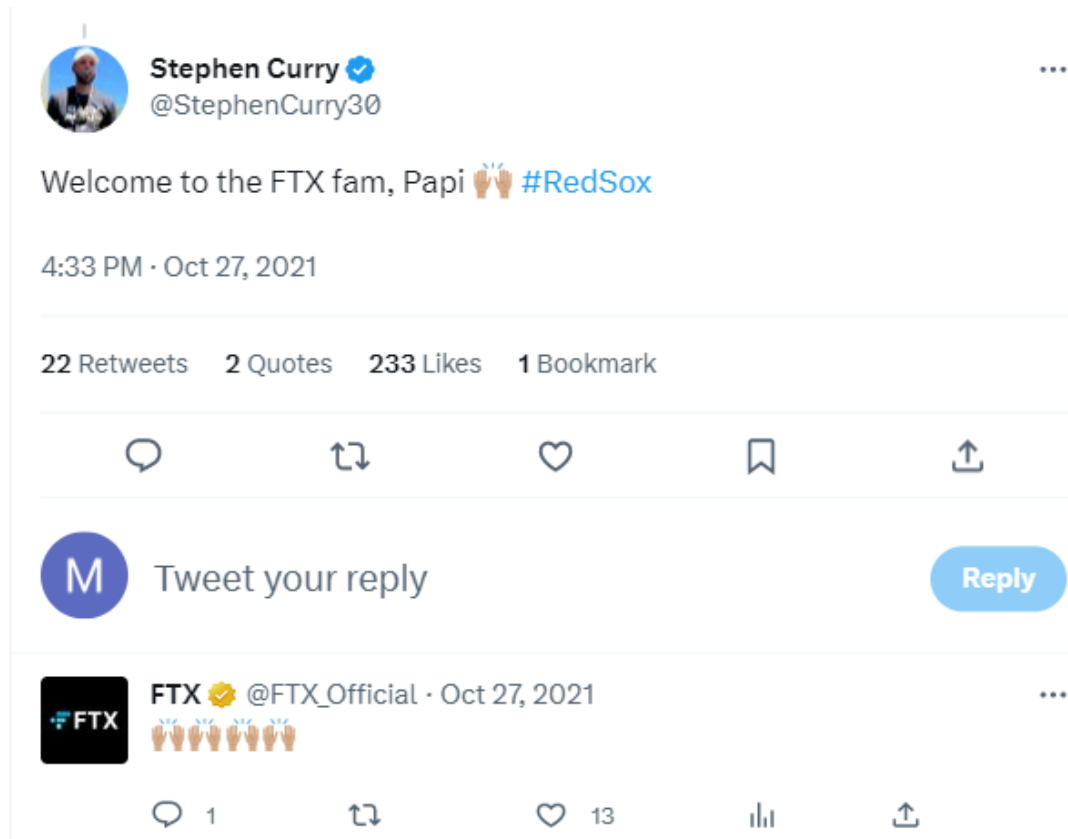 Stephen Curry
@StephenCurry30
Welcome to the FTX fam, Papi 🙌🏼 #RedSox
4:33 PM · Oct 27, 2021
22 Retweets 2 Quotes 233 Likes 1 Bookmark
M Tweet your reply Reply
FTX FTX @FTX_Official · Oct 27, 2021
🙌🏼🙌🏼🙌🏼🙌🏼
1 13